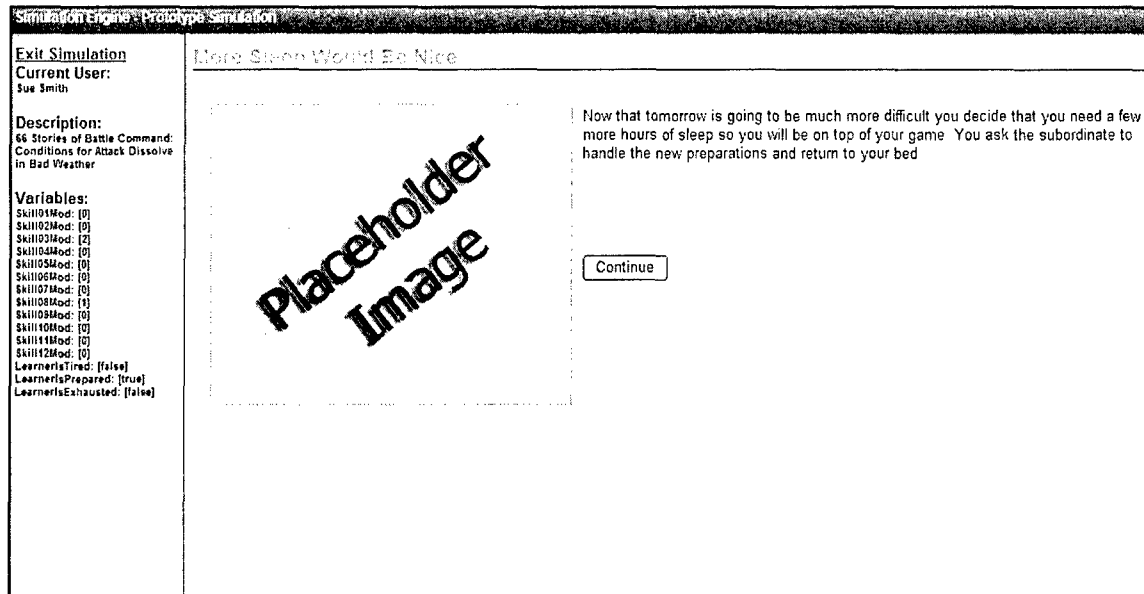 Simulation Engine - Prototype Simulation
Exit Simulation
Current User:
Sue Smith
Description:
66 Stories of Battle Command:
Conditions for Attack Dissolve
in Bad Weather
Variables:
Skill01Mod: [0]
Skill02Mod: [0]
Skill03Mod: [2]
Skill04Mod: [0]
Skill05Mod: [0]
Skill06Mod: [0]
Skill07Mod: [0]
Skill08Mod: [1]
Skill09Mod: [0]
Skill10Mod: [0]
Skill11Mod: [0]
Skill12Mod: [0]
LearnerIsTired: [false]
LearnerIsPrepared: [true]
LearnerIsExhausted: [false]
More Sleep Would Be Nice
Placeholder
Image
Now that tomorrow is going to be much more difficult you decide that you need a few
more hours of sleep so you will be on top of your game You ask the subordinate to
handle the new preparations and return to your bed
Continue